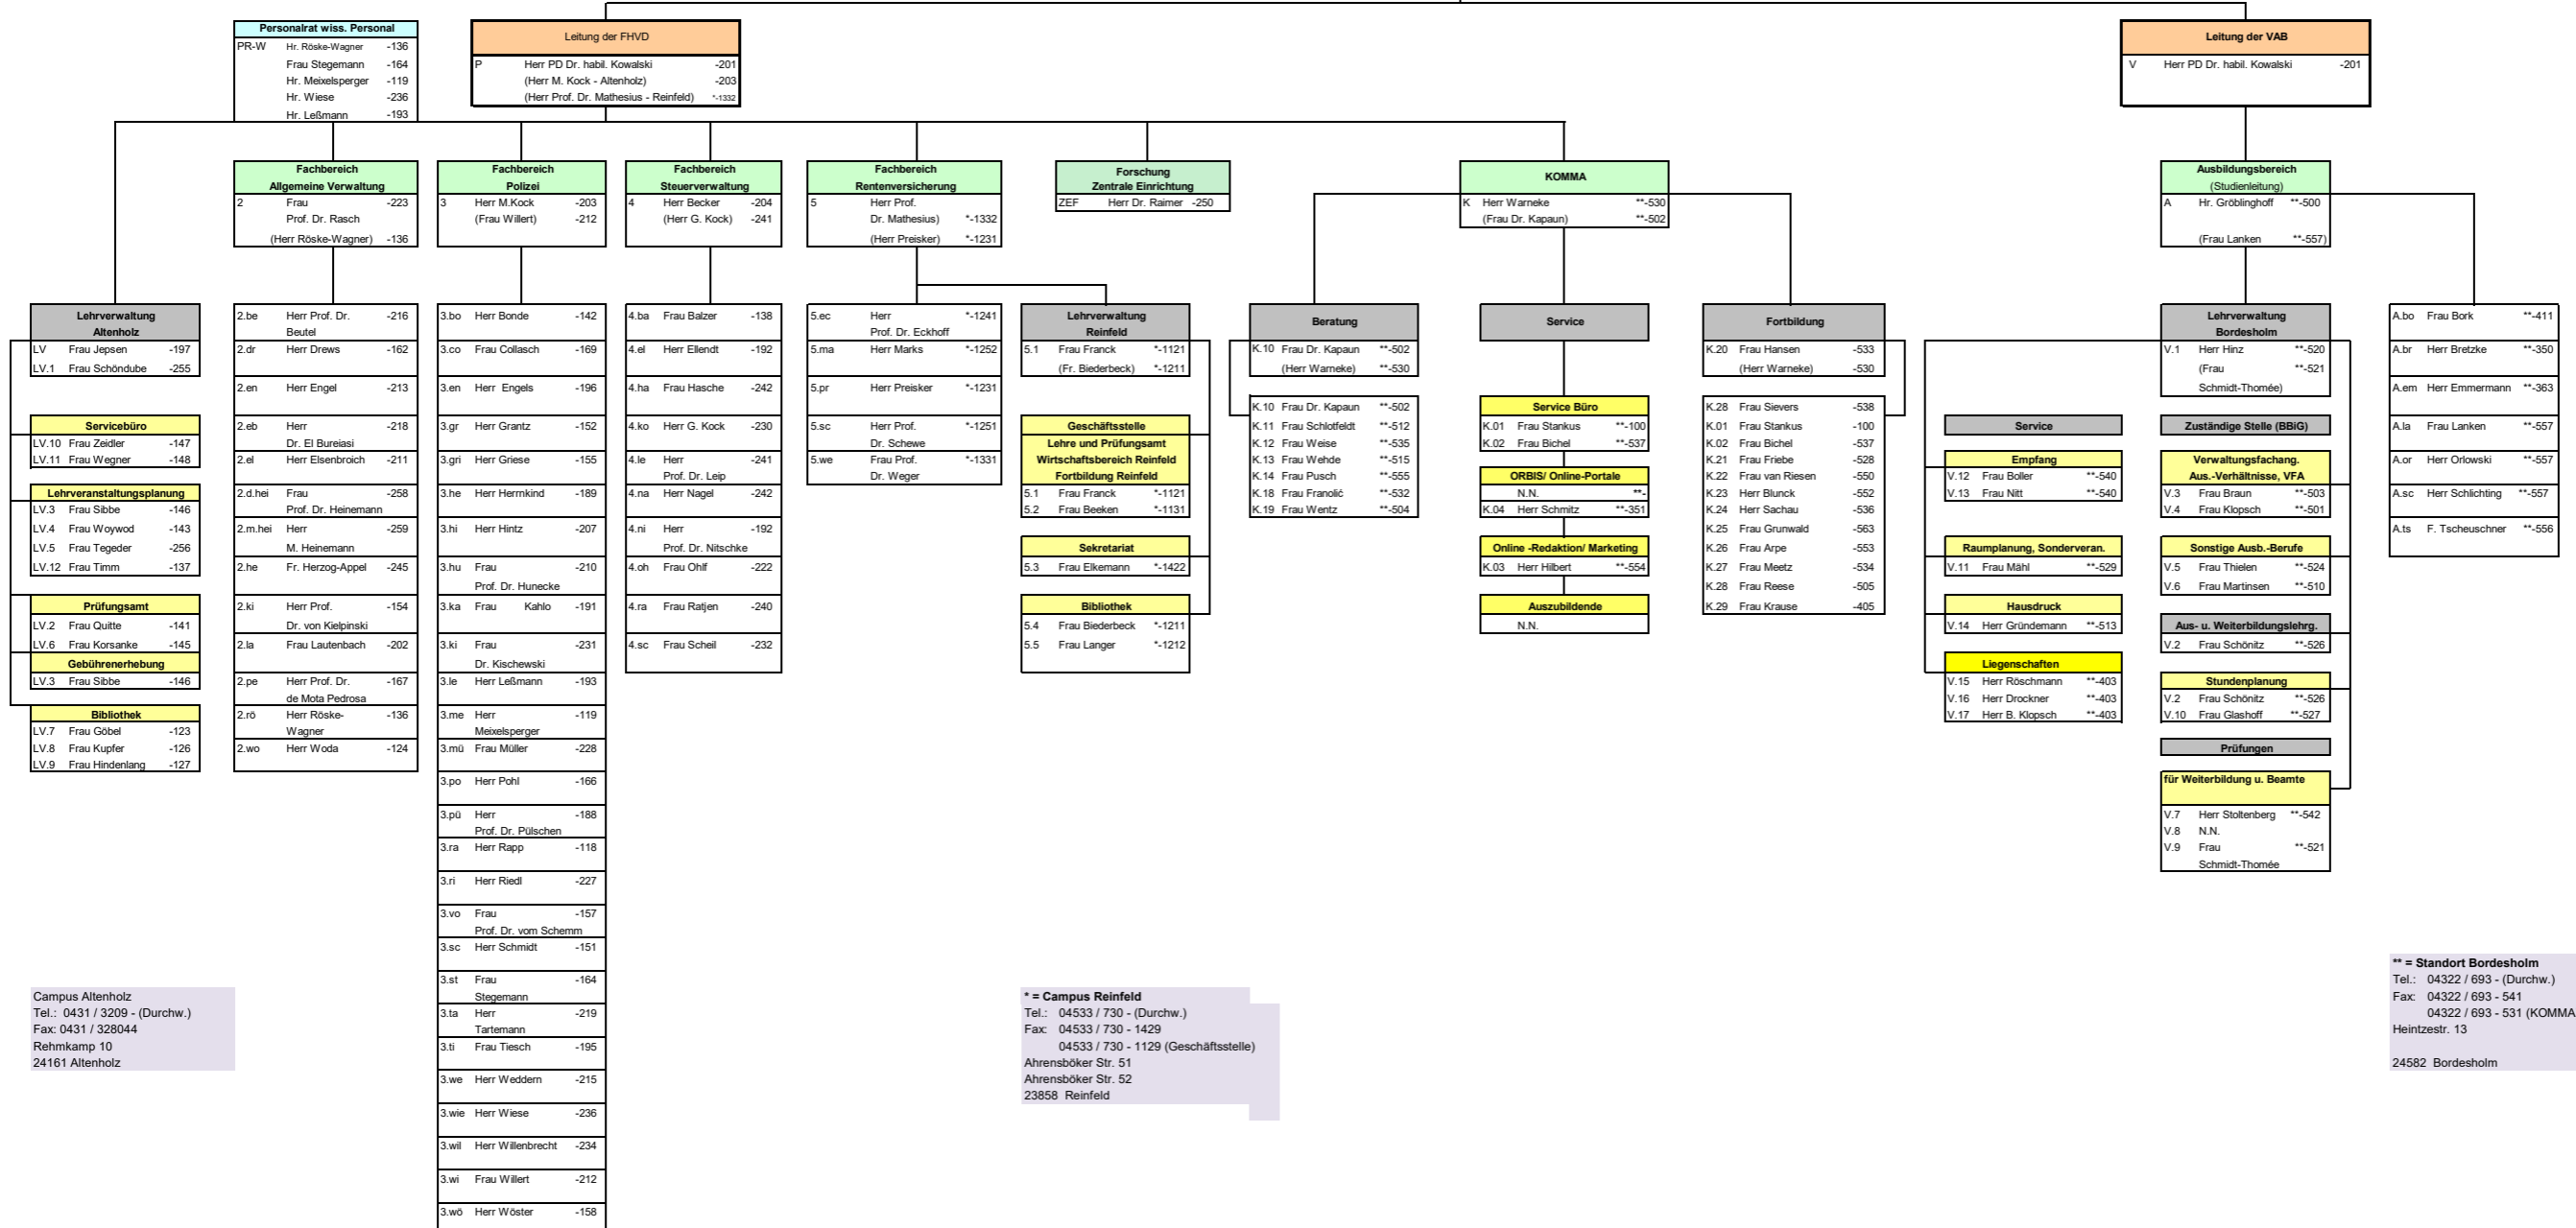 Personalrat wiss. Personal
PR-W Hr. Röske-Wagner -136
Frau Stegemann -164
Hr. Meixelsperger -119
Hr. Wiese -236
Hr. Leßmann -193
Leitung der FHVD
P Herr PD Dr. habil. Kowalski -201
(Herr M. Kock - Altenholz) -203
(Herr Prof. Dr. Mathesius - Reinfeld) *-1332
Leitung der VAB
V Herr PD Dr. habil. Kowalski -201
Fachbereich
Allgemeine Verwaltung
2 Frau -223
Prof. Dr. Rasch
(Herr Röske-Wagner) -136
Fachbereich
Polizei
3 Herr M.Kock -203
(Frau Willert) -212
Fachbereich
Steuerverwaltung
4 Herr Becker -204
(Herr G. Kock) -241
Fachbereich
Rentenversicherung
5 Herr Prof.
Dr. Mathesius) *-1332
(Herr Preisker) *-1231
Forschung
Zentrale Einrichtung
ZEF Herr Dr. Raimer -250
KOMMA
K Herr Warneke **-530
(Frau Dr. Kapaun) **-502
Ausbildungsbereich
(Studienleitung)
A Hr. Gröblinghoff **-500
(Frau Lanken **-557)
Lehrverwaltung
Altenholz
LV Frau Jepsen -197
LV.1 Frau Schöndube -255
Servicebüro
LV.10 Frau Zeidler -147
LV.11 Frau Wegner -148
Lehrveranstaltungsplanung
LV.3 Frau Sibbe -146
LV.4 Frau Woywod -143
LV.5 Frau Tegeder -256
LV.12 Frau Timm -137
Prüfungsamt
LV.2 Frau Quitte -141
LV.6 Frau Korsanke -145
Gebührenerhebung
LV.3 Frau Sibbe -146
Bibliothek
LV.7 Frau Göbel -123
LV.8 Frau Kupfer -126
LV.9 Frau Hindenlang -127
2.be Herr Prof. Dr. -216
Beutel
2.dr Herr Drews -162
2.en Herr Engel -213
2.eb Herr -218
Dr. El Bureiasi
2.el Herr Elsenbroich -211
2.d.hei Frau -258
Prof. Dr. Heinemann
2.m.hei Herr -259
M. Heinemann
2.he Fr. Herzog-Appel -245
2.ki Herr Prof. -154
Dr. von Kielpinski
2.la Frau Lautenbach -202
2.pe Herr Prof. Dr. -167
de Mota Pedrosa
2.rö Herr Röske- -136
Wagner
2.wo Herr Woda -124
3.bo Herr Bonde -142
3.co Frau Collasch -169
3.en Herr Engels -196
3.gr Herr Grantz -152
3.gri Herr Griese -155
3.he Herr Herrnkind -189
3.hi Herr Hintz -207
3.hu Frau -210
Prof. Dr. Hunecke
3.ka Frau Kahlo -191
3.ki Frau -231
Dr. Kischewski
3.le Herr Leßmann -193
3.me Herr -119
Meixelsperger
3.mü Frau Müller -228
3.po Herr Pohl -166
3.pü Herr -188
Prof. Dr. Pülschen
3.ra Herr Rapp -118
3.ri Herr Riedl -227
3.vo Frau -157
Prof. Dr. vom Schemm
3.sc Herr Schmidt -151
3.st Frau -164
Stegemann
3.ta Herr -219
Tartemann
3.ti Frau Tiesch -195
3.we Herr Weddern -215
3.wie Herr Wiese -236
3.wil Herr Willenbrecht -234
3.wi Frau Willert -212
3.wö Herr Wöster -158
4.ba Frau Balzer -138
4.el Herr Ellendt -192
4.ha Frau Hasche -242
4.ko Herr G. Kock -230
4.le Herr -241
Prof. Dr. Leip
4.na Herr Nagel -242
4.ni Herr -192
Prof. Dr. Nitschke
4.oh Frau Ohlf -222
4.ra Frau Ratjen -240
4.sc Frau Scheil -232
5.ec Herr *-1241
Prof. Dr. Eckhoff
5.ma Herr Marks *-1252
5.pr Herr Preisker *-1231
5.sc Herr Prof. *-1251
Dr. Schewe
5.we Frau Prof. *-1331
Dr. Weger
Lehrverwaltung
Reinfeld
5.1 Frau Franck *-1121
(Fr. Biederbeck) *-1211
Geschäftsstelle
Lehre und Prüfungsamt
Wirtschaftsbereich Reinfeld
Fortbildung Reinfeld
5.1 Frau Franck *-1121
5.2 Frau Beeken *-1131
Sekretariat
5.3 Frau Elkemann *-1422
Bibliothek
5.4 Frau Biederbeck *-1211
5.5 Frau Langer *-1212
Beratung
K.10 Frau Dr. Kapaun **-502
(Herr Warneke) **-530
K.10 Frau Dr. Kapaun **-502
K.11 Frau Schlotfeldt **-512
K.12 Frau Weise **-535
K.13 Frau Wehde **-515
K.14 Frau Pusch **-555
K.18 Frau Franolić **-532
K.19 Frau Wentz **-504
Service
Service Büro
K.01 Frau Stankus **-100
K.02 Frau Bichel **-537
ORBIS/ Online-Portale
N.N. **-
K.04 Herr Schmitz **-351
Online -Redaktion/ Marketing
K.03 Herr Hilbert **-554
Auszubildende
N.N.
Fortbildung
K.20 Frau Hansen -533
(Herr Warneke) -530
K.28 Frau Sievers -538
K.01 Frau Stankus -100
K.02 Frau Bichel -537
K.21 Frau Friebe -528
K.22 Frau van Riesen -550
K.23 Herr Blunck -552
K.24 Herr Sachau -536
K.25 Frau Grunwald -563
K.26 Frau Arpe -553
K.27 Frau Meetz -534
K.28 Frau Reese -505
K.29 Frau Krause -405
Service
Empfang
V.12 Frau Boller **-540
V.13 Frau Nitt **-540
Raumplanung, Sonderveran.
V.11 Frau Mähl **-529
Hausdruck
V.14 Herr Gründemann **-513
Liegenschaften
V.15 Herr Röschmann **-403
V.16 Herr Drockner **-403
V.17 Herr B. Klopsch **-403
Lehrverwaltung
Bordesholm
V.1 Herr Hinz **-520
(Frau **-521
Schmidt-Thomée)
Zuständige Stelle (BBiG)
Verwaltungsfachang.
Aus.-Verhältnisse, VFA
V.3 Frau Braun **-503
V.4 Frau Klopsch **-501
Sonstige Ausb.-Berufe
V.5 Frau Thielen **-524
V.6 Frau Martinsen **-510
Aus- u. Weiterbildungslehrg.
V.2 Frau Schönitz **-526
Stundenplanung
V.2 Frau Schönitz **-526
V.10 Frau Glashoff **-527
Prüfungen
für Weiterbildung u. Beamte
V.7 Herr Stoltenberg **-542
V.8 N.N.
V.9 Frau **-521
Schmidt-Thomée
A.bo Frau Bork **-411
A.br Herr Bretzke **-350
A.em Herr Emmermann **-363
A.la Frau Lanken **-557
A.or Herr Orlowski **-557
A.sc Herr Schlichting **-557
A.ts F. Tscheuschner **-556
Campus Altenholz
Tel.: 0431 / 3209 - (Durchw.)
Fax: 0431 / 328044
Rehmkamp 10
24161 Altenholz
* = Campus Reinfeld
Tel.: 04533 / 730 - (Durchw.)
Fax: 04533 / 730 - 1429
04533 / 730 - 1129 (Geschäftsstelle)
Ahrensböker Str. 51
Ahrensböker Str. 52
23858 Reinfeld
** = Standort Bordesholm
Tel.: 04322 / 693 - (Durchw.)
Fax: 04322 / 693 - 541
04322 / 693 - 531 (KOMMA
Heintzestr. 13
24582 Bordesholm